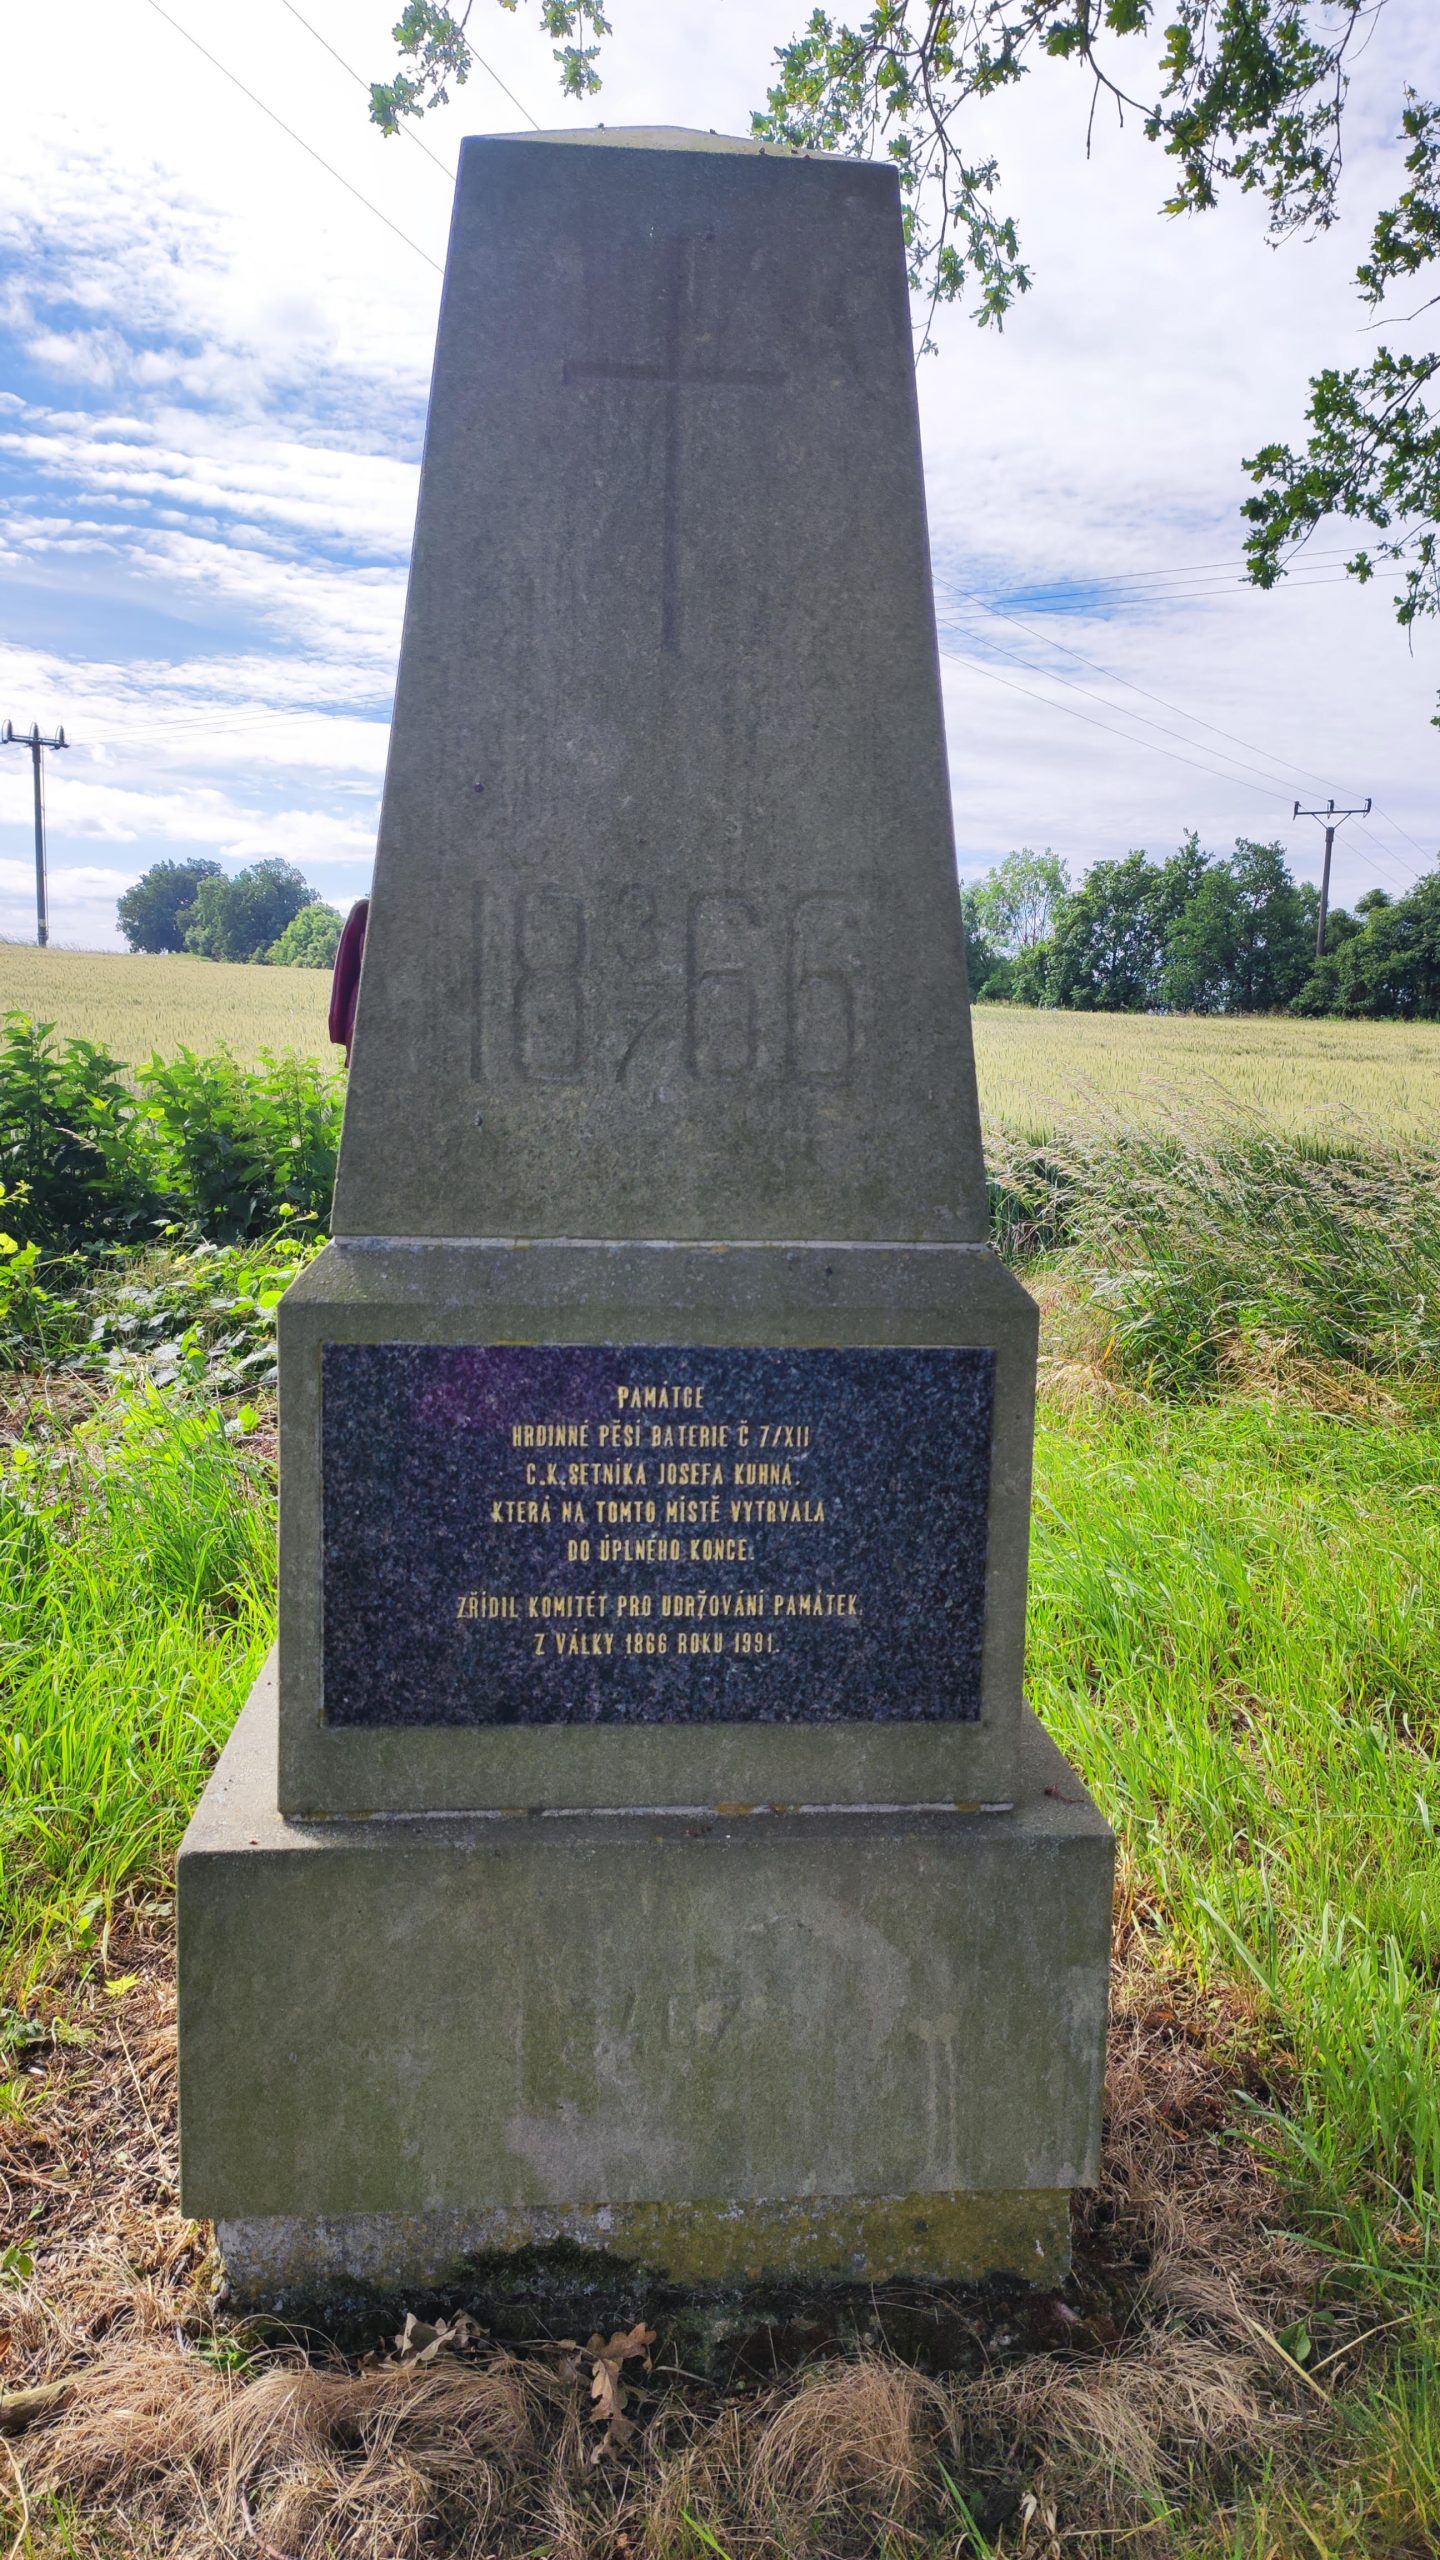 18 3/7 66
PAMÁTCE
HRDINNÉ PĚŠÍ BATERIE Č 7/XII
C.K.SETNÍKA JOSEFA KUHNA.
KTERÁ NA TOMTO MÍSTĚ VYTRVALA
DO ÚPLNÉHO KONCE.
ZŘÍDIL KOMITÉT PRO UDRŽOVÁNÍ PAMÁTEK.
Z VÁLKY 1866 ROKU 1991.